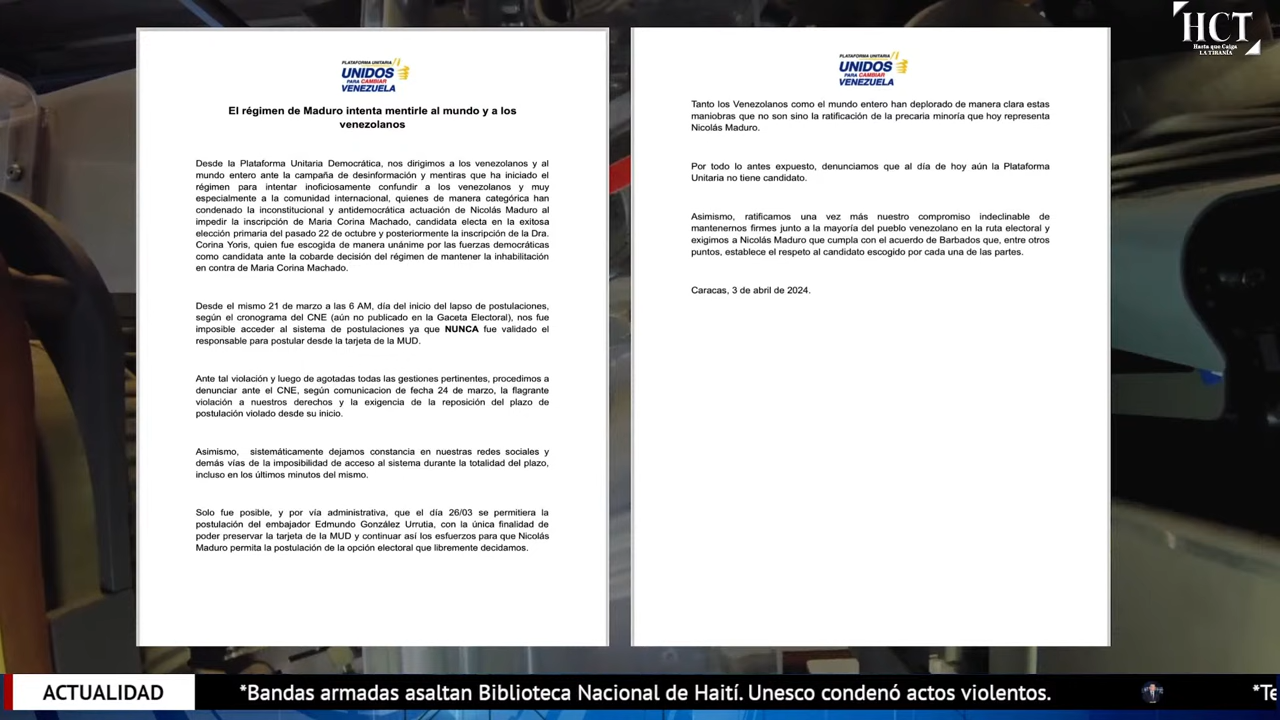 PLATAFORMA UNITARIA
UNIDOS
PARA CAMBIAR
VENEZUELA
El régimen de Maduro intenta mentirle al mundo y a los
venezolanos
Desde la Plataforma Unitaria Democrática, nos dirigimos a los venezolanos y al
mundo entero ante la campaña de desinformación y mentiras que ha iniciado el
régimen para intentar inoficiosamente confundir a los venezolanos y muy
especialmente a la comunidad internacional, quienes de manera categórica han
condenado la inconstitucional y antidemocrática actuación de Nicolás Maduro al
impedir la inscripción de Maria Corina Machado, candidata electa en la exitosa
elección primaria del pasado 22 de octubre y posteriormente la inscripción de la Dra.
Corina Yoris, quien fue escogida de manera unánime por las fuerzas democráticas
como candidata ante la cobarde decisión del régimen de mantener la inhabilitación
en contra de Maria Corina Machado.
Desde el mismo 21 de marzo a las 6 AM, día del inicio del lapso de postulaciones,
según el cronograma del CNE (aún no publicado en la Gaceta Electoral), nos fue
imposible acceder al sistema de postulaciones ya que NUNCA fue validado el
responsable para postular desde la tarjeta de la MUD.
Ante tal violación y luego de agotadas todas las gestiones pertinentes, procedimos a
denunciar ante el CNE, según comunicacion de fecha 24 de marzo, la flagrante
violación a nuestros derechos y la exigencia de la reposición del plazo de
postulación violado desde su inicio.
Asimismo, sistemáticamente dejamos constancia en nuestras redes sociales y
demás vías de la imposibilidad de acceso al sistema durante la totalidad del plazo,
incluso en los últimos minutos del mismo.
Solo fue posible, y por vía administrativa, que el día 26/03 se permitiera la
postulación del embajador Edmundo González Urrutia, con la única finalidad de
poder preservar la tarjeta de la MUD y continuar así los esfuerzos para que Nicolás
Maduro permita la postulación de la opción electoral que libremente decidamos.
PLATAFORMA UNITARIA
UNIDOS
PARA CAMBIAR
VENEZUELA
Tanto los Venezolanos como el mundo entero han deplorado de manera clara estas
maniobras que no son sino la ratificación de la precaria minoría que hoy representa
Nicolás Maduro.
Por todo lo antes expuesto, denunciamos que al día de hoy aún la Plataforma
Unitaria no tiene candidato.
Asimismo, ratificamos una vez más nuestro compromiso indeclinable de
mantenernos firmes junto a la mayoría del pueblo venezolano en la ruta electoral y
exigimos a Nicolás Maduro que cumpla con el acuerdo de Barbados que, entre otros
puntos, establece el respeto al candidato escogido por cada una de las partes.
Caracas, 3 de abril de 2024.
HCT
Hasta que Caiga
LA TIRANÍA
ACTUALIDAD
*Bandas armadas asaltan Biblioteca Nacional de Haití. Unesco condenó actos violentos.
*Te